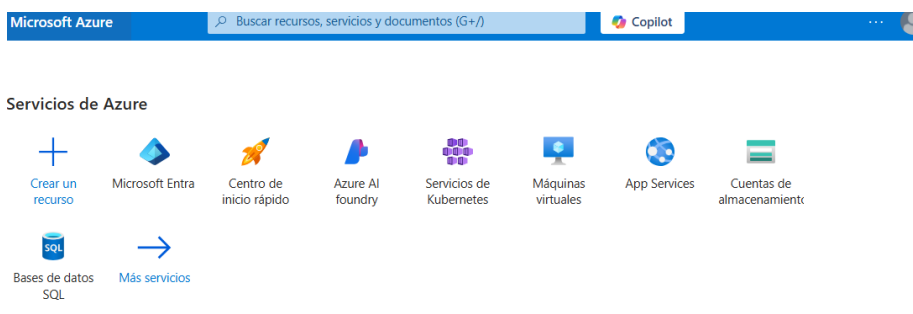 Microsoft Azure
Buscar recursos, servicios y documentos (G+/)
Copilot
...
Servicios de Azure
Crear un
recurso
Microsoft Entra
Centro de
inicio rápido
Azure AI
foundry
Servicios de
Kubernetes
Máquinas
virtuales
App Services
Cuentas de
almacenamiento
SQL
Bases de datos
SQL
Más servicios